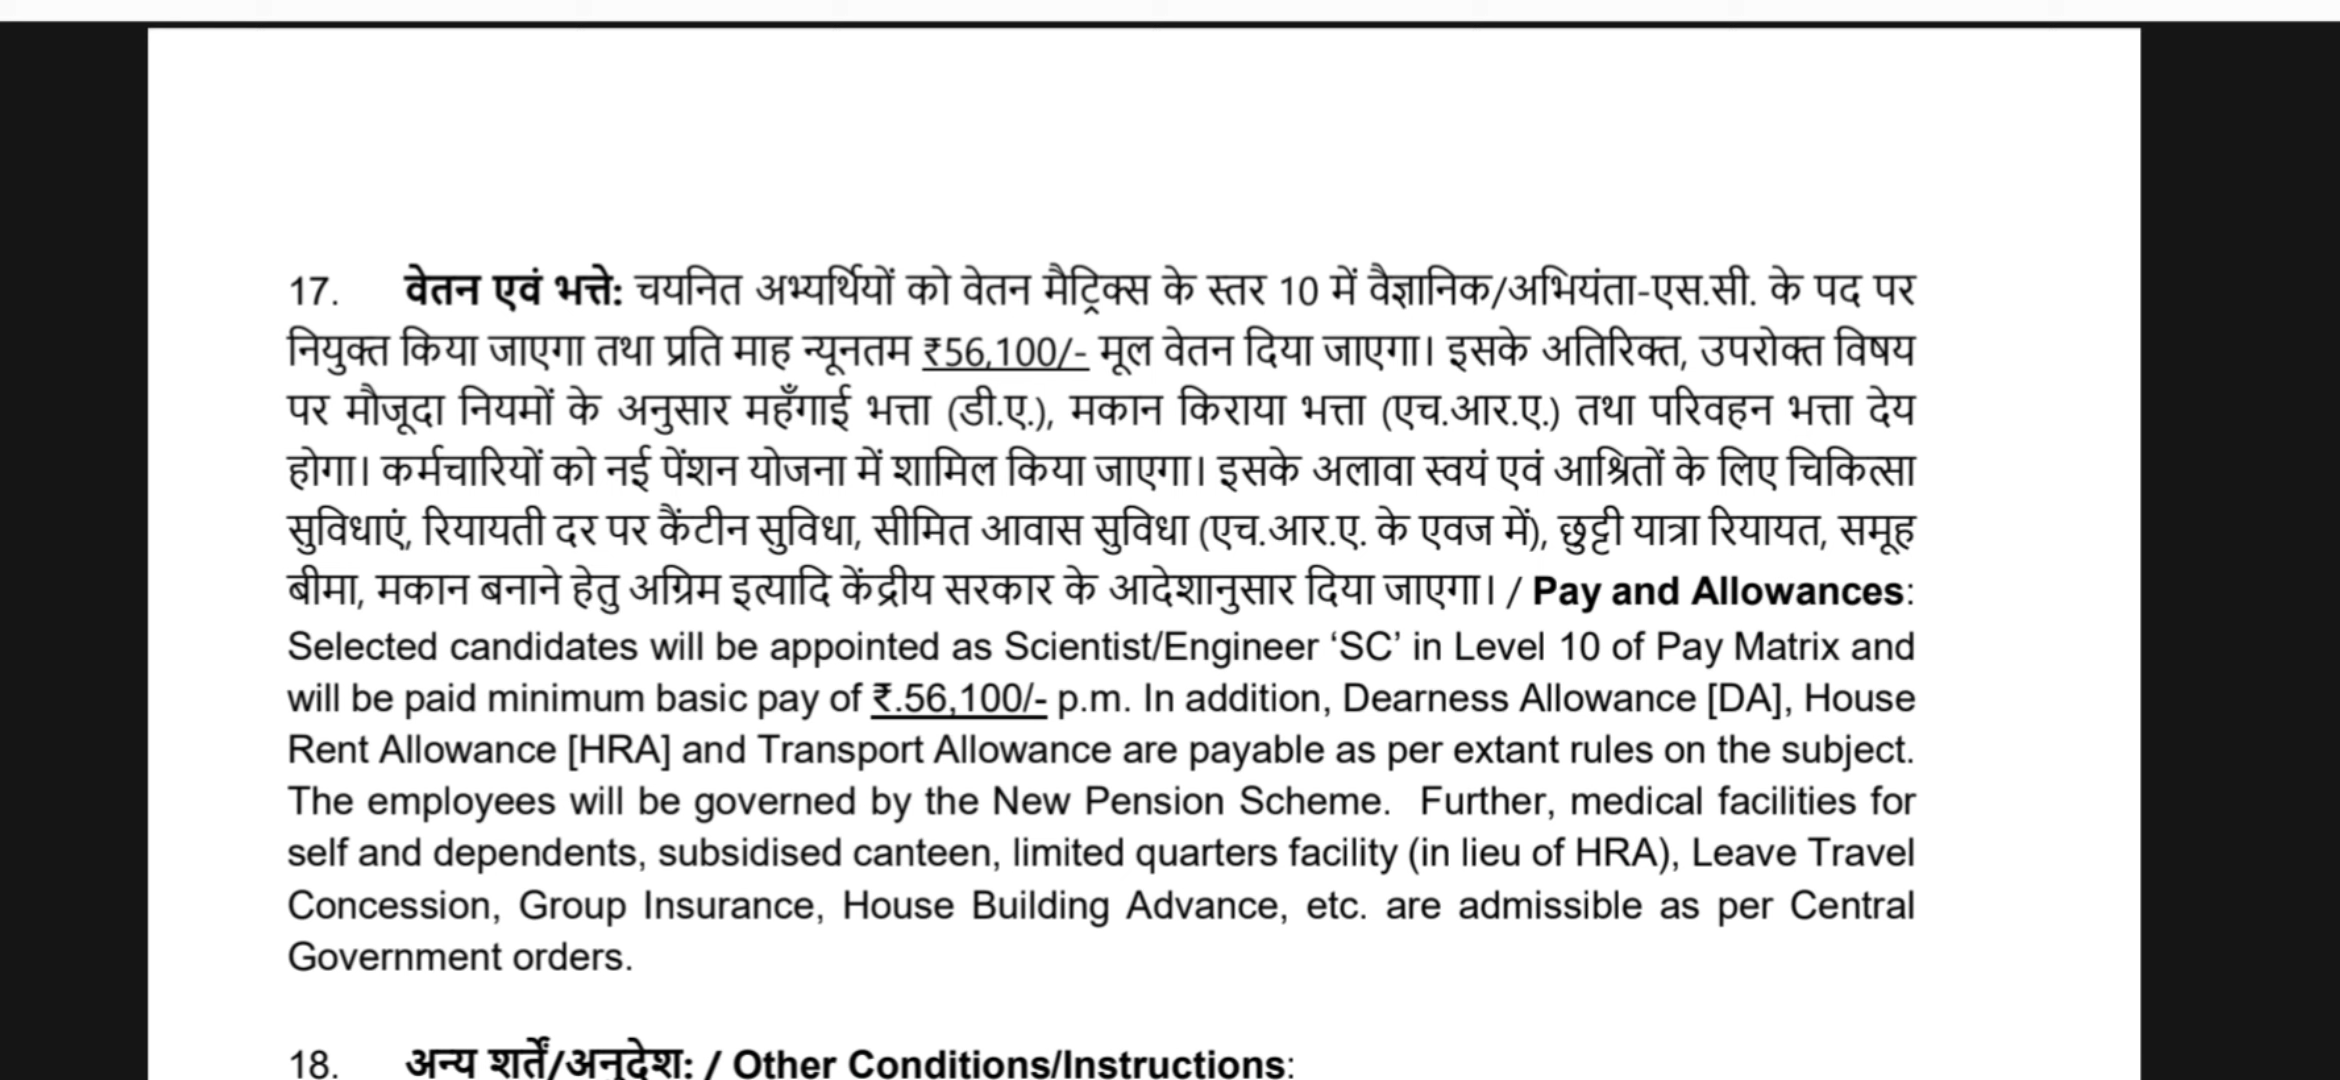 17. वेतन एवं भत्ते: चयनित अभ्यर्थियों को वेतन मैट्रिक्स के स्तर 10 में वैज्ञानिक/अभियंता-एस.सी. के पद पर
नियुक्त किया जाएगा तथा प्रति माह न्यूनतम ₹56,100/- मूल वेतन दिया जाएगा। इसके अतिरिक्त, उपरोक्त विषय
पर मौजूदा नियमों के अनुसार महँगाई भत्ता (डी.ए.), मकान किराया भत्ता (एच.आर.ए.) तथा परिवहन भत्ता देय
होगा। कर्मचारियों को नई पेंशन योजना में शामिल किया जाएगा। इसके अलावा स्वयं एवं आश्रितों के लिए चिकित्सा
सुविधाएं, रियायती दर पर कैंटीन सुविधा, सीमित आवास सुविधा (एच.आर.ए. के एवज में), छुट्टी यात्रा रियायत, समूह
बीमा, मकान बनाने हेतु अग्रिम इत्यादि केंद्रीय सरकार के आदेशानुसार दिया जाएगा। / Pay and Allowances:
Selected candidates will be appointed as Scientist/Engineer ‘SC’ in Level 10 of Pay Matrix and
will be paid minimum basic pay of ₹.56,100/- p.m. In addition, Dearness Allowance [DA], House
Rent Allowance [HRA] and Transport Allowance are payable as per extant rules on the subject.
The employees will be governed by the New Pension Scheme. Further, medical facilities for
self and dependents, subsidised canteen, limited quarters facility (in lieu of HRA), Leave Travel
Concession, Group Insurance, House Building Advance, etc. are admissible as per Central
Government orders.
18. अन्य शर्तें/अनुदेश: / Other Conditions/Instructions: